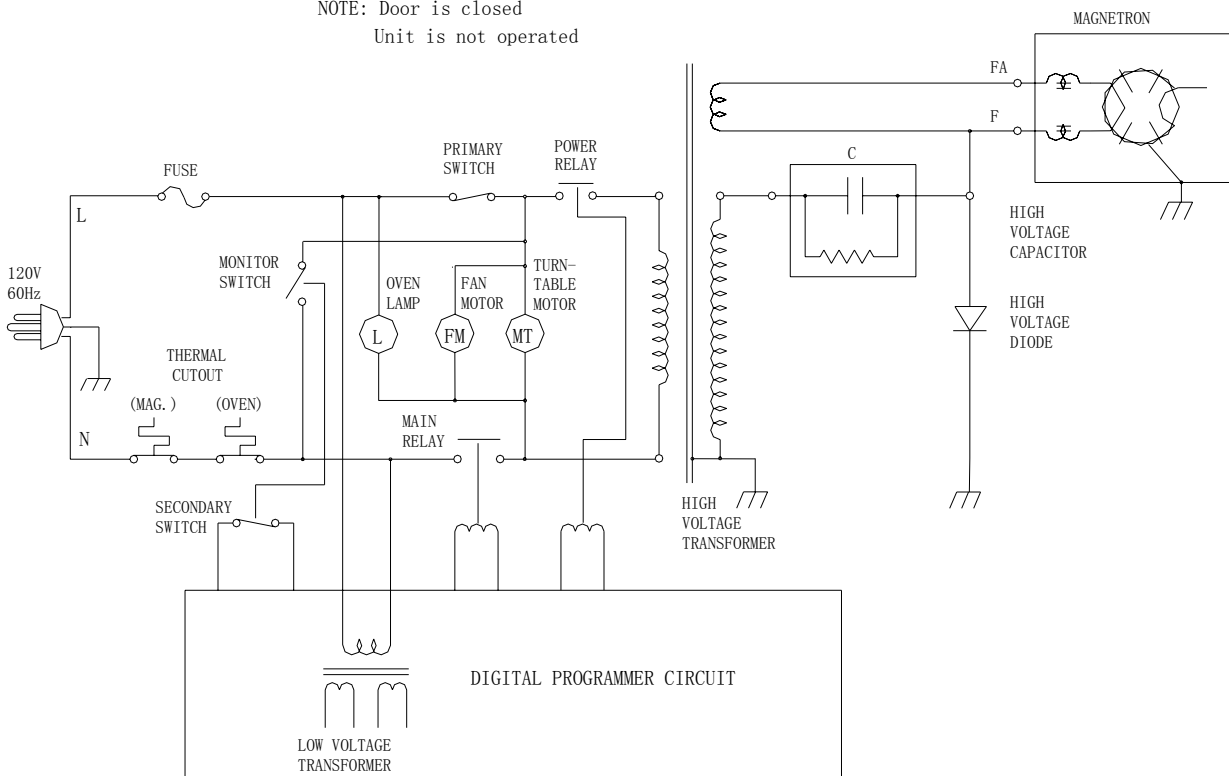 NOTE: Door is closed
Unit is not operated
MAGNETRON
FA
F
PRIMARY
SWITCH
POWER
RELAY
C
FUSE
L
HIGH
VOLTAGE
CAPACITOR
120V
60Hz
MONITOR
SWITCH
OVEN
LAMP
FAN
MOTOR
TURN-
TABLE
MOTOR
L
FM
MT
HIGH
VOLTAGE
DIODE
THERMAL
CUTOUT
(MAG.)
(OVEN)
N
MAIN
RELAY
SECONDARY
SWITCH
HIGH
VOLTAGE
TRANSFORMER
DIGITAL PROGRAMMER CIRCUIT
LOW VOLTAGE
TRANSFORMER